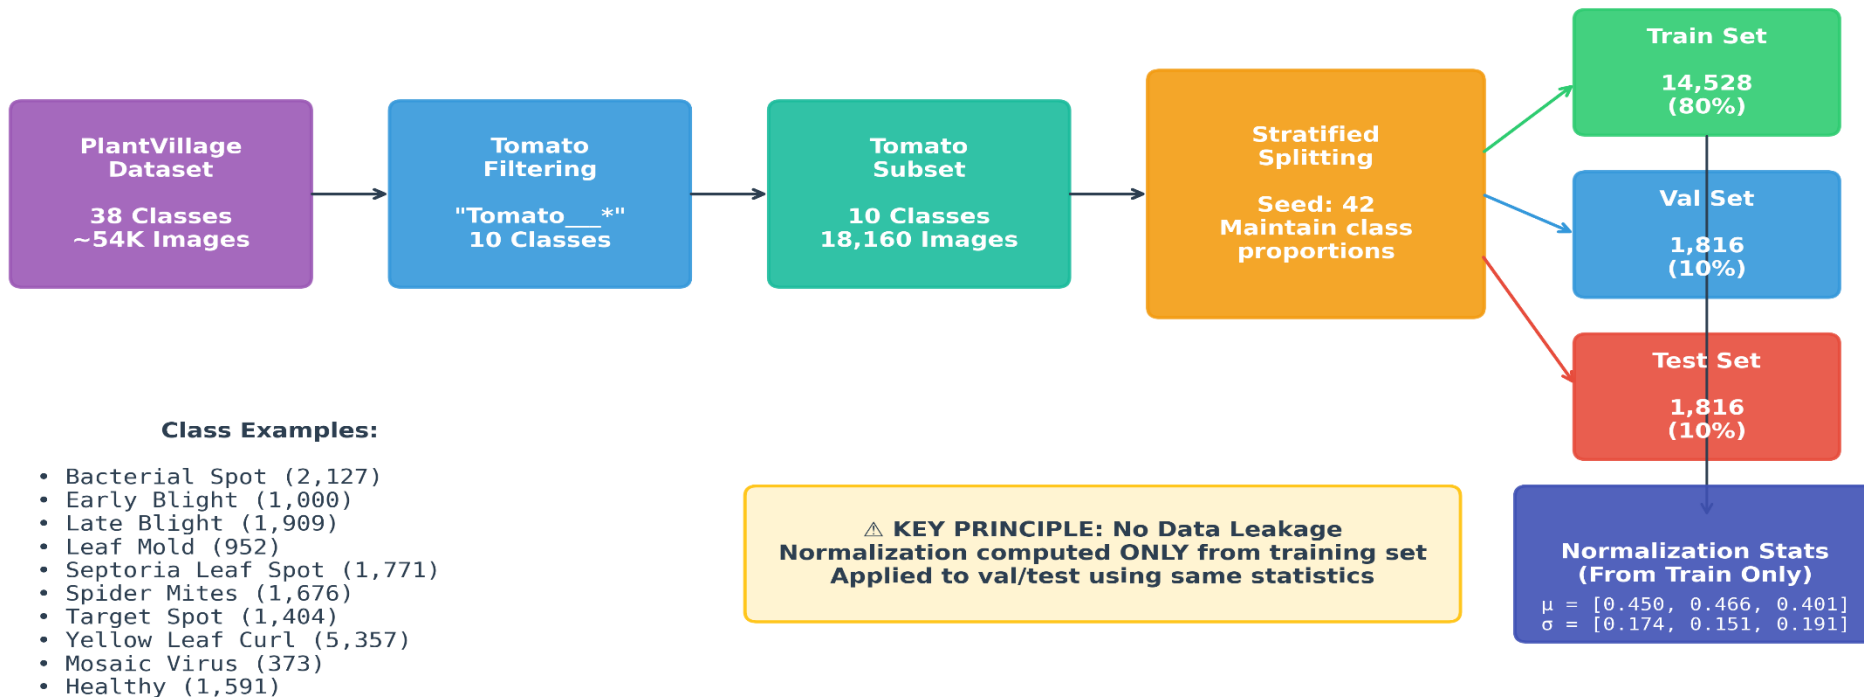 PlantVillage
Dataset
38 Classes
~54K Images
Tomato
Filtering
"Tomato___*"
10 Classes
Tomato
Subset
10 Classes
18,160 Images
Stratified
Splitting
Seed: 42
Maintain class
proportions
Train Set
14,528
(80%)
Val Set
1,816
(10%)
Test Set
1,816
(10%)
Class Examples:
• Bacterial Spot (2,127)
• Early Blight (1,000)
• Late Blight (1,909)
• Leaf Mold (952)
• Septoria Leaf Spot (1,771)
• Spider Mites (1,676)
• Target Spot (1,404)
• Yellow Leaf Curl (5,357)
• Mosaic Virus (373)
• Healthy (1,591)
⚠ KEY PRINCIPLE: No Data Leakage
Normalization computed ONLY from training set
Applied to val/test using same statistics
Normalization Stats
(From Train Only)
μ = [0.450, 0.466, 0.401]
σ = [0.174, 0.151, 0.191]